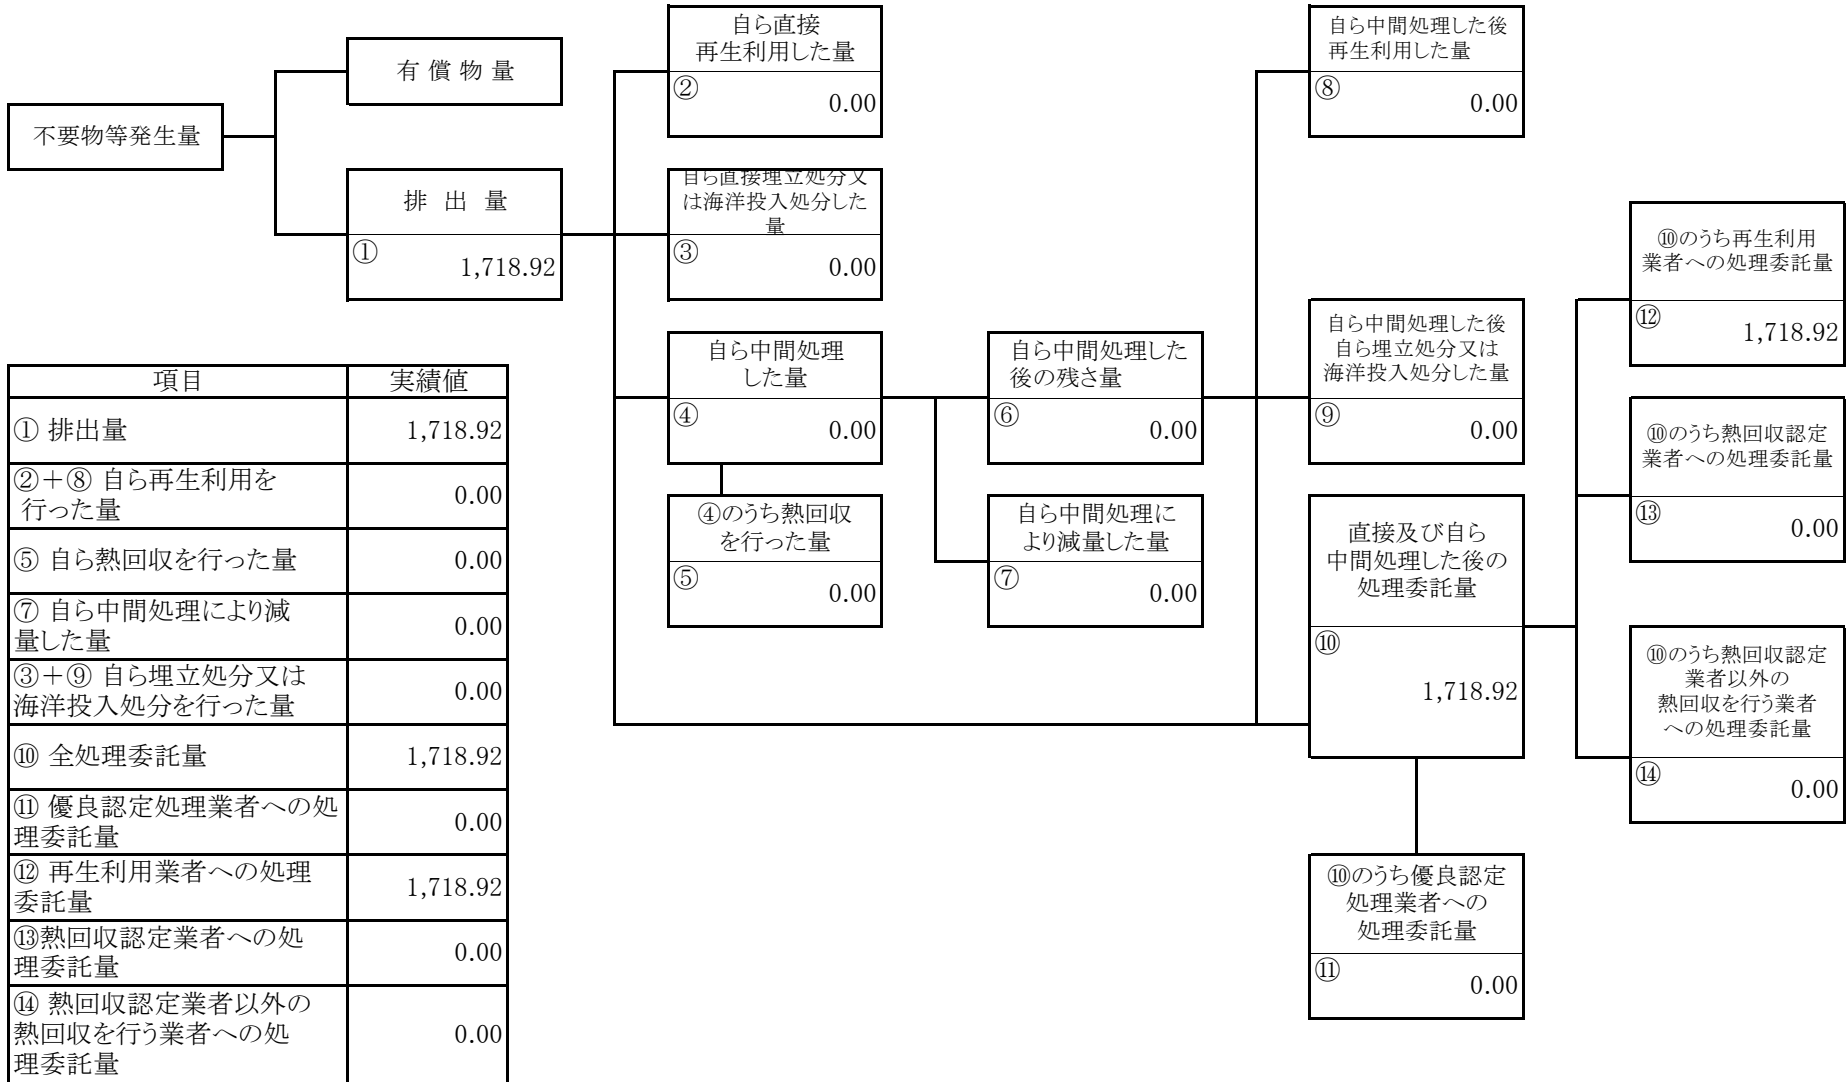 不要物等発生量
有 償 物 量
排 出 量
①
1,718.92
自ら直接
再生利用した量
②
0.00
自ら直接埋立処分又
は海洋投入処分した
量
③
0.00
自ら中間処理
した量
④
0.00
④のうち熱回収
を行った量
⑤
0.00
自ら中間処理した
後の残さ量
⑥
0.00
自ら中間処理に
より減量した量
⑦
0.00
自ら中間処理した後
再生利用した量
⑧
0.00
自ら中間処理した後
自ら埋立処分又は
海洋投入処分した量
⑨
0.00
直接及び自ら
中間処理した後の
処理委託量
⑩
1,718.92
⑩のうち優良認定
処理業者への
処理委託量
⑪
0.00
⑩のうち再生利用
業者への処理委託量
⑫
1,718.92
⑩のうち熱回収認定
業者への処理委託量
⑬
0.00
⑩のうち熱回収認定
業者以外の
熱回収を行う業者
への処理委託量
⑭
0.00
項目 実績値
① 排出量 1,718.92
②＋⑧ 自ら再生利用を
行った量
0.00
⑤ 自ら熱回収を行った量 0.00
⑦ 自ら中間処理により減
量した量
0.00
③＋⑨ 自ら埋立処分又は
海洋投入処分を行った量
0.00
⑩ 全処理委託量 1,718.92
⑪ 優良認定処理業者への処
理委託量
0.00
⑫ 再生利用業者への処理
委託量
1,718.92
⑬熱回収認定業者への処
理委託量
0.00
⑭ 熱回収認定業者以外の
熱回収を行う業者への処
理委託量
0.00